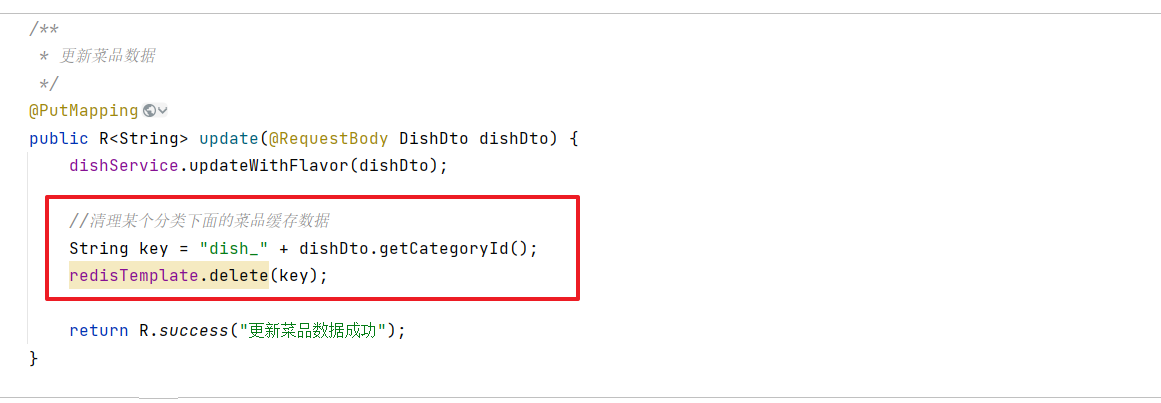 /**
* 更新菜品数据
*/
@PutMapping
public R<String> update(@RequestBody DishDto dishDto) {
dishService.updateWithFlavor(dishDto);
//清理某个分类下面的菜品缓存数据
String key = "dish_" + dishDto.getCategoryId();
redisTemplate.delete(key);
return R.success("更新菜品数据成功");
}